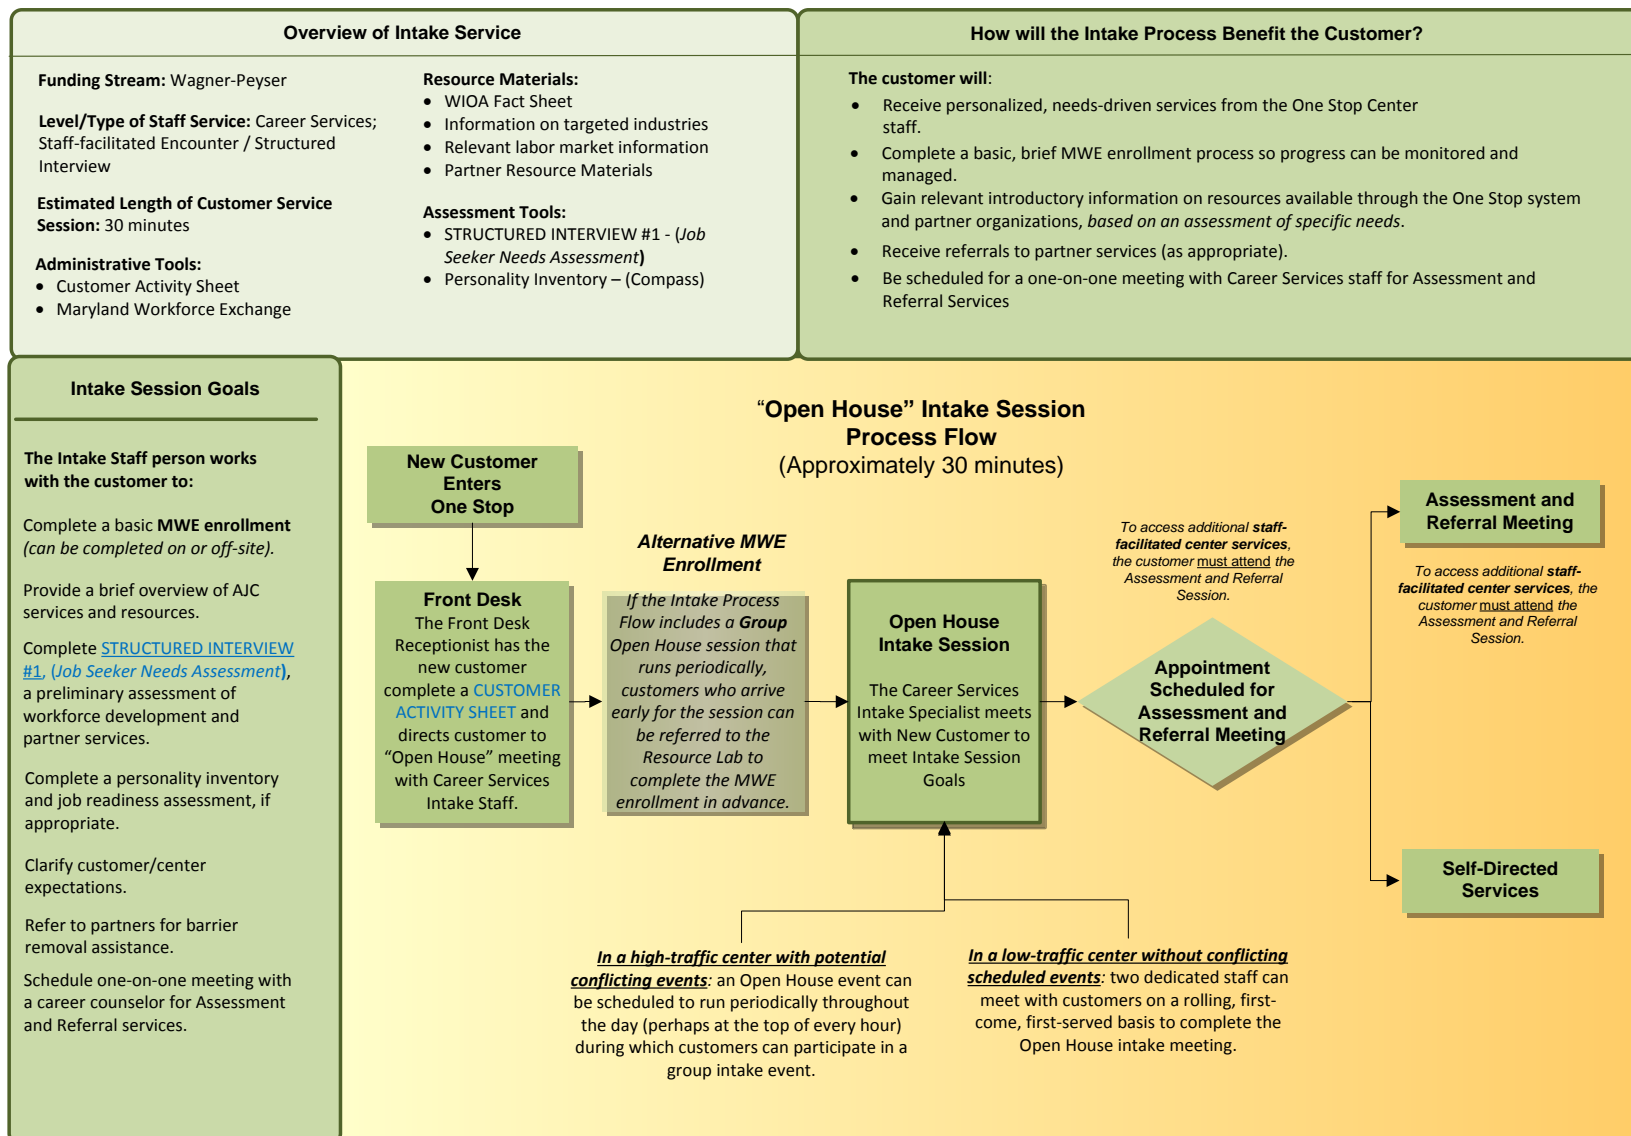 Overview of Intake Service
Funding Stream: Wagner-Peyser
Level/Type of Staff Service: Career Services;
Staff-facilitated Encounter / Structured
Interview
Estimated Length of Customer Service
Session: 30 minutes
Administrative Tools:
• Customer Activity Sheet
• Maryland Workforce Exchange
Resource Materials:
• WIOA Fact Sheet
• Information on targeted industries
• Relevant labor market information
• Partner Resource Materials
Assessment Tools:
• STRUCTURED INTERVIEW #1 - (Job
Seeker Needs Assessment)
• Personality Inventory – (Compass)
How will the Intake Process Benefit the Customer?
The customer will:
• Receive personalized, needs-driven services from the One Stop Center
staff.
• Complete a basic, brief MWE enrollment process so progress can be monitored and
managed.
• Gain relevant introductory information on resources available through the One Stop system
and partner organizations, based on an assessment of specific needs.
• Receive referrals to partner services (as appropriate).
• Be scheduled for a one-on-one meeting with Career Services staff for Assessment and
Referral Services
Intake Session Goals
The Intake Staff person works
with the customer to:
Complete a basic MWE enrollment
(can be completed on or off-site).
Provide a brief overview of AJC
services and resources.
Complete STRUCTURED INTERVIEW
#1, (Job Seeker Needs Assessment),
a preliminary assessment of
workforce development and
partner services.
Complete a personality inventory
and job readiness assessment, if
appropriate.
Clarify customer/center
expectations.
Refer to partners for barrier
removal assistance.
Schedule one-on-one meeting with
a career counselor for Assessment
and Referral services.
“Open House” Intake Session
Process Flow
(Approximately 30 minutes)
New Customer
Enters
One Stop
Front Desk
The Front Desk
Receptionist has the
new customer
complete a CUSTOMER
ACTIVITY SHEET and
directs customer to
“Open House” meeting
with Career Services
Intake Staff.
Alternative MWE
Enrollment
If the Intake Process
Flow includes a Group
Open House session that
runs periodically,
customers who arrive
early for the session can
be referred to the
Resource Lab to
complete the MWE
enrollment in advance.
Open House
Intake Session
The Career Services
Intake Specialist meets
with New Customer to
meet Intake Session
Goals
To access additional staff-
facilitated center services,
the customer must attend the
Assessment and Referral
Session.
Appointment
Scheduled for
Assessment and
Referral Meeting
Assessment and
Referral Meeting
To access additional staff-
facilitated center services, the
customer must attend the
Assessment and Referral
Session.
Self-Directed
Services
In a high-traffic center with potential
conflicting events: an Open House event can
be scheduled to run periodically throughout
the day (perhaps at the top of every hour)
during which customers can participate in a
group intake event.
In a low-traffic center without conflicting
scheduled events: two dedicated staff can
meet with customers on a rolling, first-
come, first-served basis to complete the
Open House intake meeting.